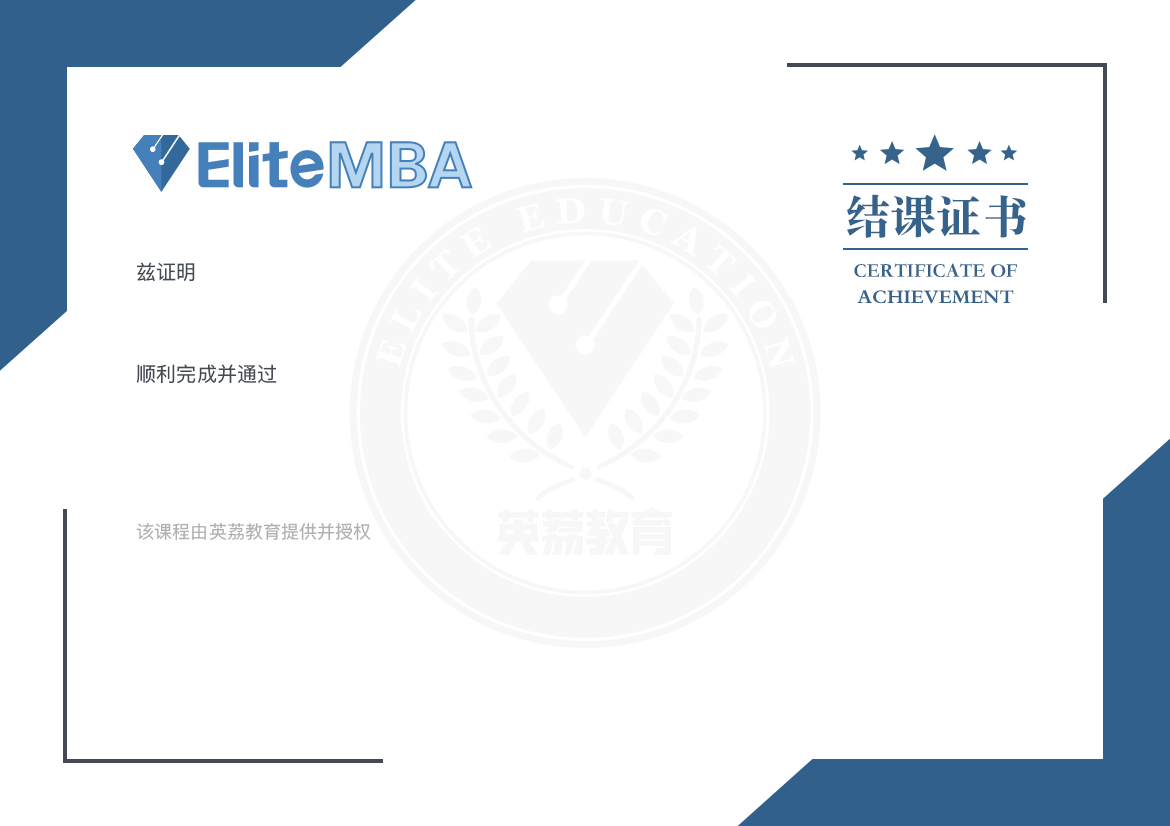 EliteMBA
结课证书
CERTIFICATE OF
ACHIEVEMENT
兹证明
顺利完成并通过
该课程由英荔教育提供并授权
ELITE EDUCATION
英荔教育